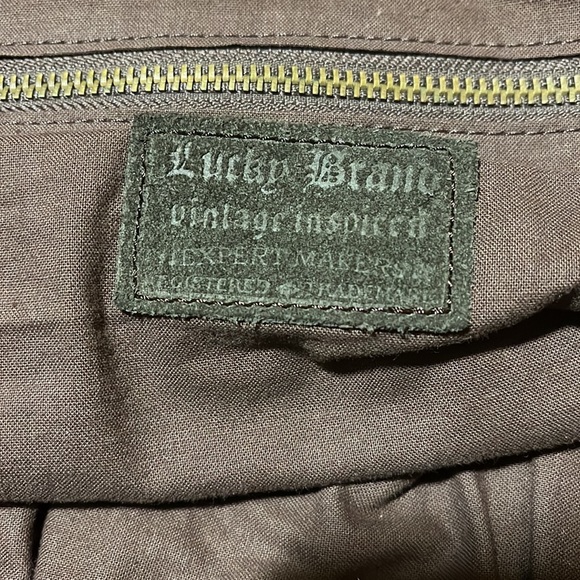 Lucky Brand
vintage inspired
EXPERT MAKERS
REGISTERED TRADEMARK